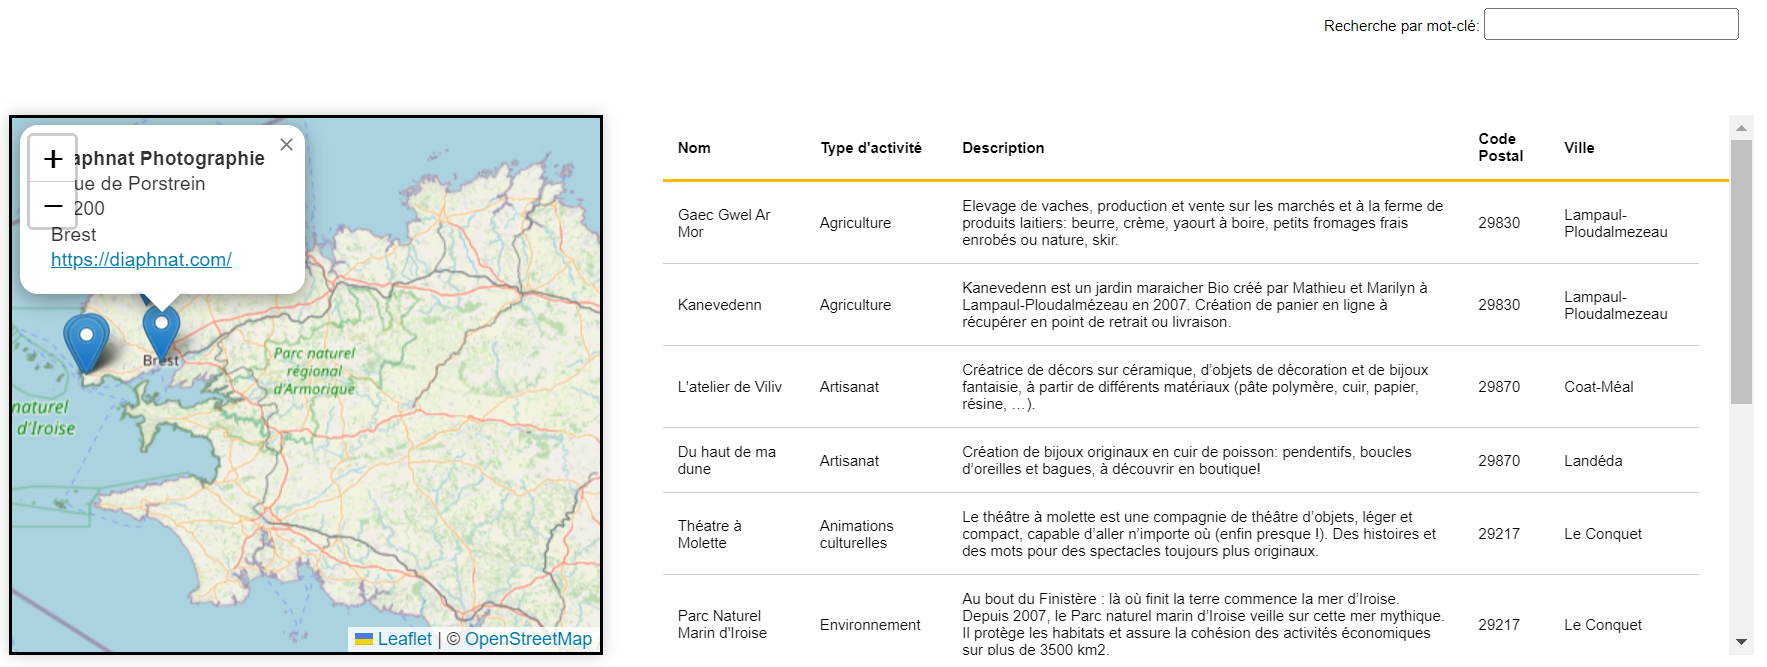 Recherche par mot-clé:
+
aphnat Photographie
ue de Porstrein
200
−
Brest
https://diaphnat.com/
×
Brest
Parc naturel
régional
d'Armorique
naturel
d'Iroise
Leaflet | © OpenStreetMap
Nom Type d'activité Description Code Postal Ville
Gaec Gwel Ar
Mor
Agriculture
Elevage de vaches, production et vente sur les marchés et à la ferme de
produits laitiers: beurre, crème, yaourt à boire, petits fromages frais
enrobés ou nature, skir.
29830
Lampaul-
Ploudalmezeau
Kanevedenn
Agriculture
Kanevedenn est un jardin maraicher Bio créé par Mathieu et Marilyn à
Lampaul-Ploudalmézeau en 2007. Création de panier en ligne à
récupérer en point de retrait ou livraison.
29830
Lampaul-
Ploudalmezeau
L'atelier de Viliv
Artisanat
Créatrice de décors sur céramique, d’objets de décoration et de bijoux
fantaisie, à partir de différents matériaux (pâte polymère, cuir, papier,
résine, …).
29870
Coat-Méal
Du haut de ma
dune
Artisanat
Création de bijoux originaux en cuir de poisson: pendentifs, boucles
d’oreilles et bagues, à découvrir en boutique!
29870
Landéda
Théatre à
Molette
Animations
culturelles
Le théâtre à molette est une compagnie de théâtre d’objets, léger et
compact, capable d’aller n’importe où (enfin presque !). Des histoires et
des mots pour des spectacles toujours plus originaux.
29217
Le Conquet
Parc Naturel
Marin d'Iroise
Environnement
Au bout du Finistère : là où finit la terre commence la mer d’Iroise.
Depuis 2007, le Parc naturel marin d’Iroise veille sur cette mer mythique.
Il protège les habitats et assure la cohésion des activités économiques
sur plus de 3500 km2.
29217
Le Conquet